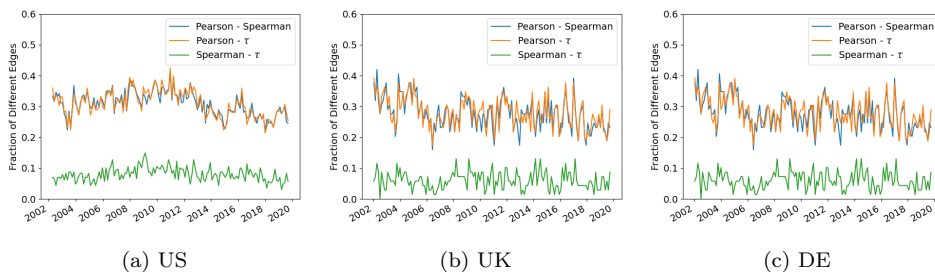 Pearson - Spearman
Pearson - τ
Spearman - τ
Fraction of Different Edges
0.6
0.5
0.4
0.3
0.2
0.1
0.0
2002 2004 2006 2008 2010 2012 2014 2016 2018 2020
(a) US
Pearson - Spearman
Pearson - τ
Spearman - τ
Fraction of Different Edges
0.6
0.5
0.4
0.3
0.2
0.1
0.0
2002 2004 2006 2008 2010 2012 2014 2016 2018 2020
(b) UK
Pearson - Spearman
Pearson - τ
Spearman - τ
Fraction of Different Edges
0.6
0.5
0.4
0.3
0.2
0.1
0.0
2002 2004 2006 2008 2010 2012 2014 2016 2018 2020
(c) DE